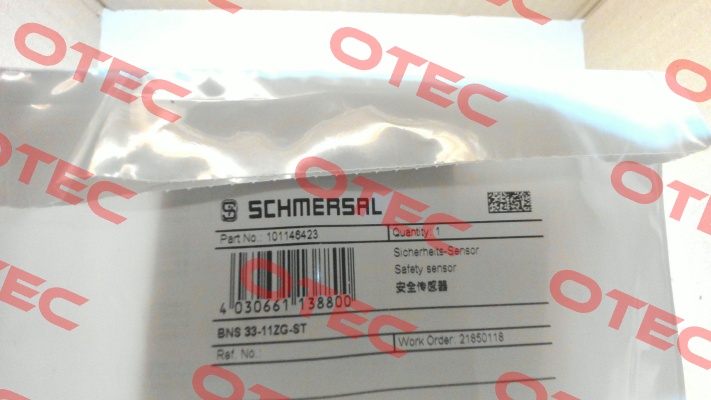 SCHMERSAL
Part No.: 101146423
Quantity: 1
Sicherheits-Sensor
Safety sensor
安全传感器
4 030661 138800
BNS 33-11ZG-ST
Ref. No.:
Work Order: 21850118
OTEC
OTEC
OTEC
OTEC
OTEC
OTEC
OTEC
OTEC
OTEC